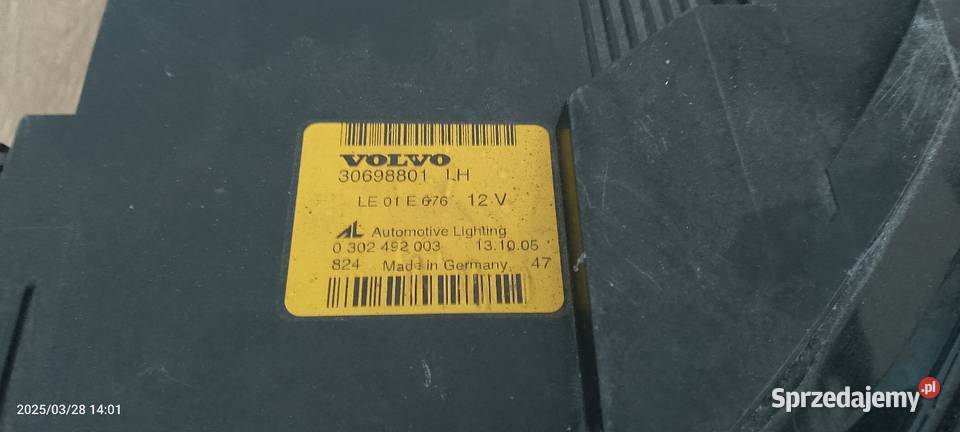 VOLVO
30698801 LH
LE 01 E 676 12 V
AL Automotive Lighting
0 302 492 003 13.10.05
824 Made in Germany 47
2025/03/28 14:01
Sprzedajemy.pl